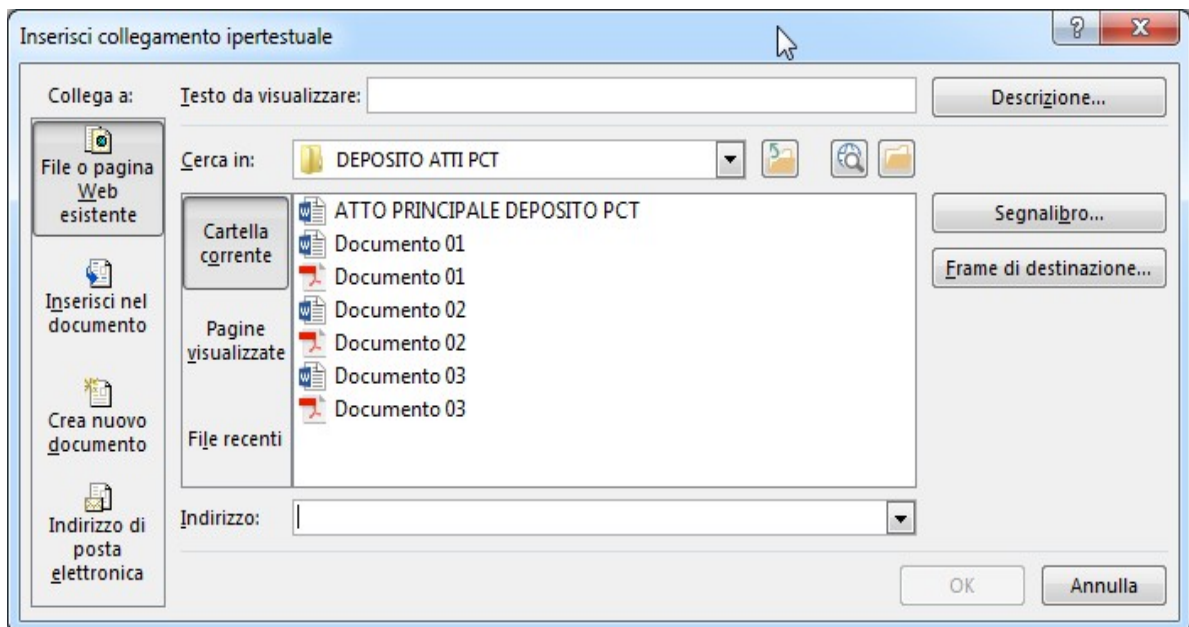 Inserisci collegamento ipertestuale
Collega a:
Testo da visualizzare:
Descrizione...
File o pagina
Web
esistente
Cerca in:
DEPOSITO ATTI PCT
Cartella
corrente
ATTO PRINCIPALE DEPOSITO PCT
Documento 01
Documento 01
Documento 02
Documento 02
Documento 03
Documento 03
Segnalibro...
Frame di destinazione...
Inserisci nel
documento
Pagine
visualizzate
Crea nuovo
documento
File recenti
Indirizzo di
posta
elettronica
Indirizzo:
OK
Annulla